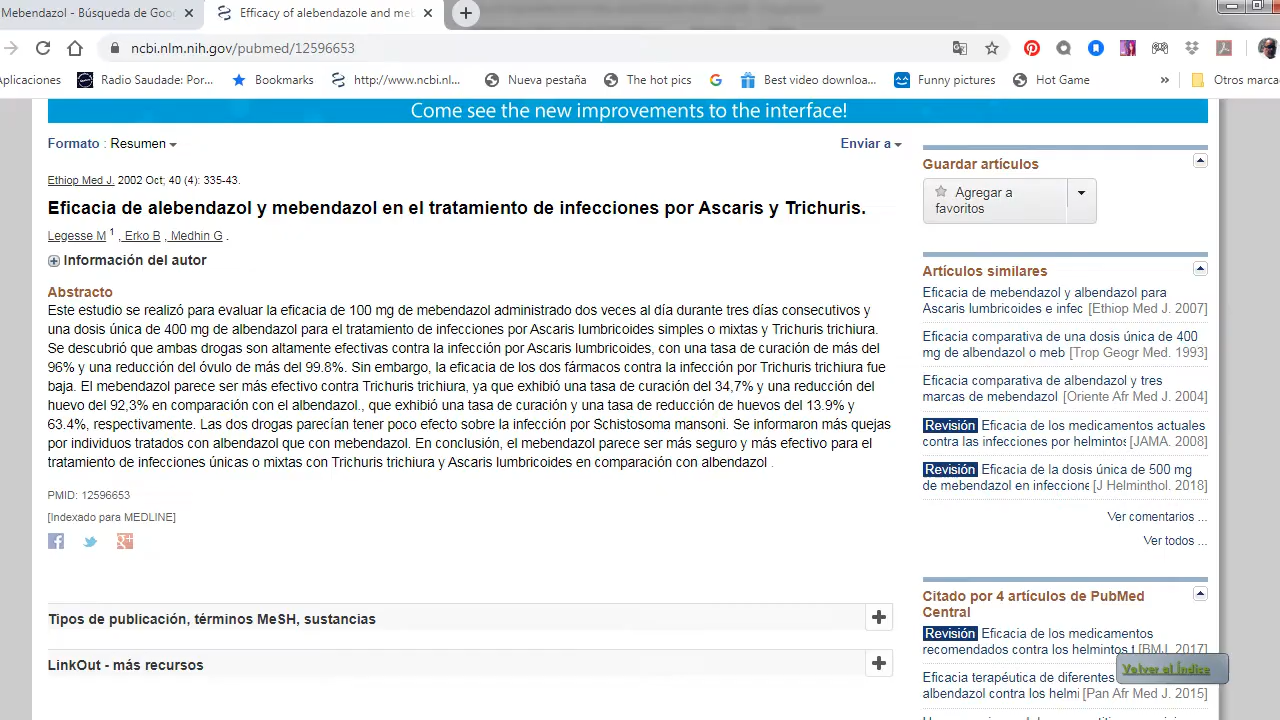 Mebendazol - Búsqueda de Goo
Efficacy of alebendazole and meb
ncbi.nlm.nih.gov/pubmed/12596653
Aplicaciones
Radio Saudade: Por...
Bookmarks
http://www.ncbi.nl...
Nueva pestaña
The hot pics
Best video downloa...
Funny pictures
Hot Game
»
Otros marca
Come see the new improvements to the interface!
Formato : Resumen
Enviar a
Ethiop Med J. 2002 Oct; 40 (4): 335-43.
Eficacia de alebendazol y mebendazol en el tratamiento de infecciones por Ascaris y Trichuris.
Legesse M 1 , Erko B , Medhin G .
Información del autor
Abstracto
Este estudio se realizó para evaluar la eficacia de 100 mg de mebendazol administrado dos veces al día durante tres días consecutivos y
una dosis única de 400 mg de albendazol para el tratamiento de infecciones por Ascaris lumbricoides simples o mixtas y Trichuris trichiura.
Se descubrió que ambas drogas son altamente efectivas contra la infección por Ascaris lumbricoides, con una tasa de curación de más del
96% y una reducción del óvulo de más del 99.8%. Sin embargo, la eficacia de los dos fármacos contra la infección por Trichuris trichiura fue
baja. El mebendazol parece ser más efectivo contra Trichuris trichiura, ya que exhibió una tasa de curación del 34,7% y una reducción del
huevo del 92,3% en comparación con el albendazol., que exhibió una tasa de curación y una tasa de reducción de huevos del 13.9% y
63.4%, respectivamente. Las dos drogas parecían tener poco efecto sobre la infección por Schistosoma mansoni. Se informaron más quejas
por individuos tratados con albendazol que con mebendazol. En conclusión, el mebendazol parece ser más seguro y más efectivo para el
tratamiento de infecciones únicas o mixtas con Trichuris trichiura y Ascaris lumbricoides en comparación con albendazol .
PMID: 12596653
[Indexado para MEDLINE]
Tipos de publicación, términos MeSH, sustancias
LinkOut - más recursos
Guardar artículos
Agregar a
favoritos
Artículos similares
Eficacia de mebendazol y albendazol para
Ascaris lumbricoides e infec [Ethiop Med J. 2007]
Eficacia comparativa de una dosis única de 400
mg de albendazol o meb [Trop Geogr Med. 1993]
Eficacia comparativa de albendazol y tres
marcas de mebendazol [Oriente Afr Med J. 2004]
Revisión Eficacia de los medicamentos actuales
contra las infecciones por helmintos [JAMA. 2008]
Revisión Eficacia de la dosis única de 500 mg
de mebendazol en infeccione [J Helminthol. 2018]
Ver comentarios ...
Ver todos ...
Citado por 4 artículos de PubMed
Central
Revisión Eficacia de los medicamentos
recomendados contra los helmintos t [BMJ. 2017]
Volver al Índice
Eficacia terapéutica de diferentes
albendazol contra los helmi [Pan Afr Med J. 2015]